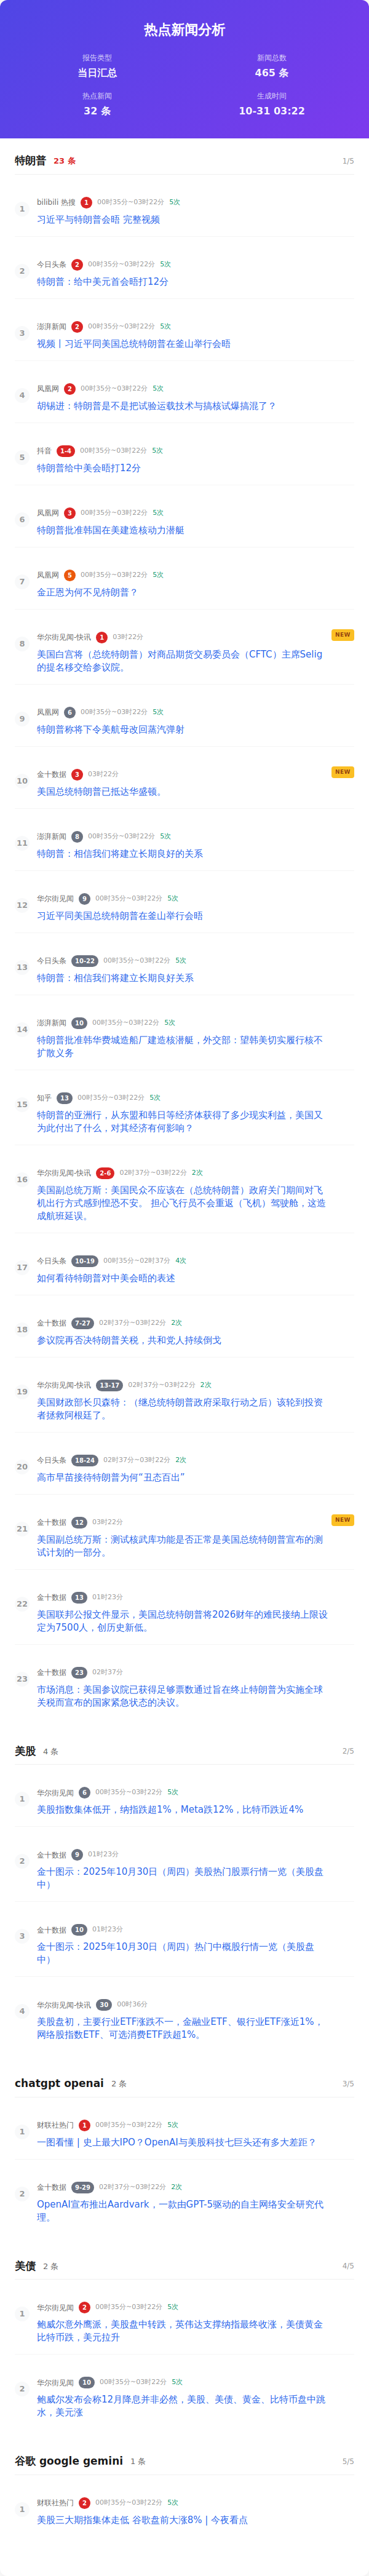 热点新闻分析
报告类型
新闻总数
当日汇总
465 条
热点新闻
生成时间
32 条
10-31 03:22
特朗普 23 条 1/5
1 bilibili 热搜 1 00时35分~03时22分 5次
习近平与特朗普会晤 完整视频
2 今日头条 2 00时35分~03时22分 5次
特朗普：给中美元首会晤打12分
3 澎湃新闻 2 00时35分~03时22分 5次
视频丨习近平同美国总统特朗普在釜山举行会晤
4 凤凰网 2 00时35分~03时22分 5次
胡锡进：特朗普是不是把试验运载技术与搞核试爆搞混了？
5 抖音 1-4 00时35分~03时22分 5次
特朗普给中美会晤打12分
6 凤凰网 3 00时35分~03时22分 5次
特朗普批准韩国在美建造核动力潜艇
7 凤凰网 5 00时35分~03时22分 5次
金正恩为何不见特朗普？
8 华尔街见闻-快讯 1 03时22分 NEW
美国白宫将（总统特朗普）对商品期货交易委员会（CFTC）主席Selig
的提名移交给参议院。
9 凤凰网 6 00时35分~03时22分 5次
特朗普称将下令美航母改回蒸汽弹射
10 金十数据 3 03时22分 NEW
美国总统特朗普已抵达华盛顿。
11 澎湃新闻 8 00时35分~03时22分 5次
特朗普：相信我们将建立长期良好的关系
12 华尔街见闻 9 00时35分~03时22分 5次
习近平同美国总统特朗普在釜山举行会晤
13 今日头条 10-22 00时35分~03时22分 5次
特朗普：相信我们将建立长期良好关系
14 澎湃新闻 10 00时35分~03时22分 5次
特朗普批准韩华费城造船厂建造核潜艇，外交部：望韩美切实履行核不
扩散义务
15 知乎 13 00时35分~03时22分 5次
特朗普的亚洲行，从东盟和韩日等经济体获得了多少现实利益，美国又
为此付出了什么，对其经济有何影响？
16 华尔街见闻-快讯 2-6 02时37分~03时22分 2次
美国副总统万斯：美国民众不应该在（总统特朗普）政府关门期间对飞
机出行方式感到惶恐不安。 担心飞行员不会重返（飞机）驾驶舱，这造
成航班延误。
17 今日头条 10-19 00时35分~02时37分 4次
如何看待特朗普对中美会晤的表述
18 金十数据 7-27 02时37分~03时22分 2次
参议院再否决特朗普关税，共和党人持续倒戈
19 华尔街见闻-快讯 13-17 02时37分~03时22分 2次
美国财政部长贝森特：（继总统特朗普政府采取行动之后）该轮到投资
者拯救阿根廷了。
20 今日头条 18-24 02时37分~03时22分 2次
高市早苗接待特朗普为何“丑态百出”
21 金十数据 12 03时22分 NEW
美国副总统万斯：测试核武库功能是否正常是美国总统特朗普宣布的测
试计划的一部分。
22 金十数据 13 01时23分
美国联邦公报文件显示，美国总统特朗普将2026财年的难民接纳上限设
定为7500人，创历史新低。
23 金十数据 23 02时37分
市场消息：美国参议院已获得足够票数通过旨在终止特朗普为实施全球
关税而宣布的国家紧急状态的决议。
美股 4 条 2/5
1 华尔街见闻 6 00时35分~03时22分 5次
美股指数集体低开，纳指跌超1%，Meta跌12%，比特币跌近4%
2 金十数据 9 01时23分
金十图示：2025年10月30日（周四）美股热门股票行情一览（美股盘
中）
3 金十数据 10 01时23分
金十图示：2025年10月30日（周四）热门中概股行情一览（美股盘
中）
4 华尔街见闻-快讯 30 00时36分
美股盘初，主要行业ETF涨跌不一，金融业ETF、银行业ETF涨近1%，
网络股指数ETF、可选消费ETF跌超1%。
chatgpt openai 2 条 3/5
1 财联社热门 1 00时35分~03时22分 5次
一图看懂 | 史上最大IPO？OpenAI与美股科技七巨头还有多大差距？
2 金十数据 9-29 02时37分~03时22分 2次
OpenAI宣布推出Aardvark，一款由GPT-5驱动的自主网络安全研究代
理。
美债 2 条 4/5
1 华尔街见闻 2 00时35分~03时22分 5次
鲍威尔意外鹰派，美股盘中转跌，英伟达支撑纳指最终收涨，美债黄金
比特币跌，美元拉升
2 华尔街见闻 10 00时35分~03时22分 5次
鲍威尔发布会称12月降息并非必然，美股、美债、黄金、比特币盘中跳
水，美元涨
谷歌 google gemini 1 条 5/5
1 财联社热门 2 00时35分~03时22分 5次
美股三大期指集体走低 谷歌盘前大涨8% | 今夜看点